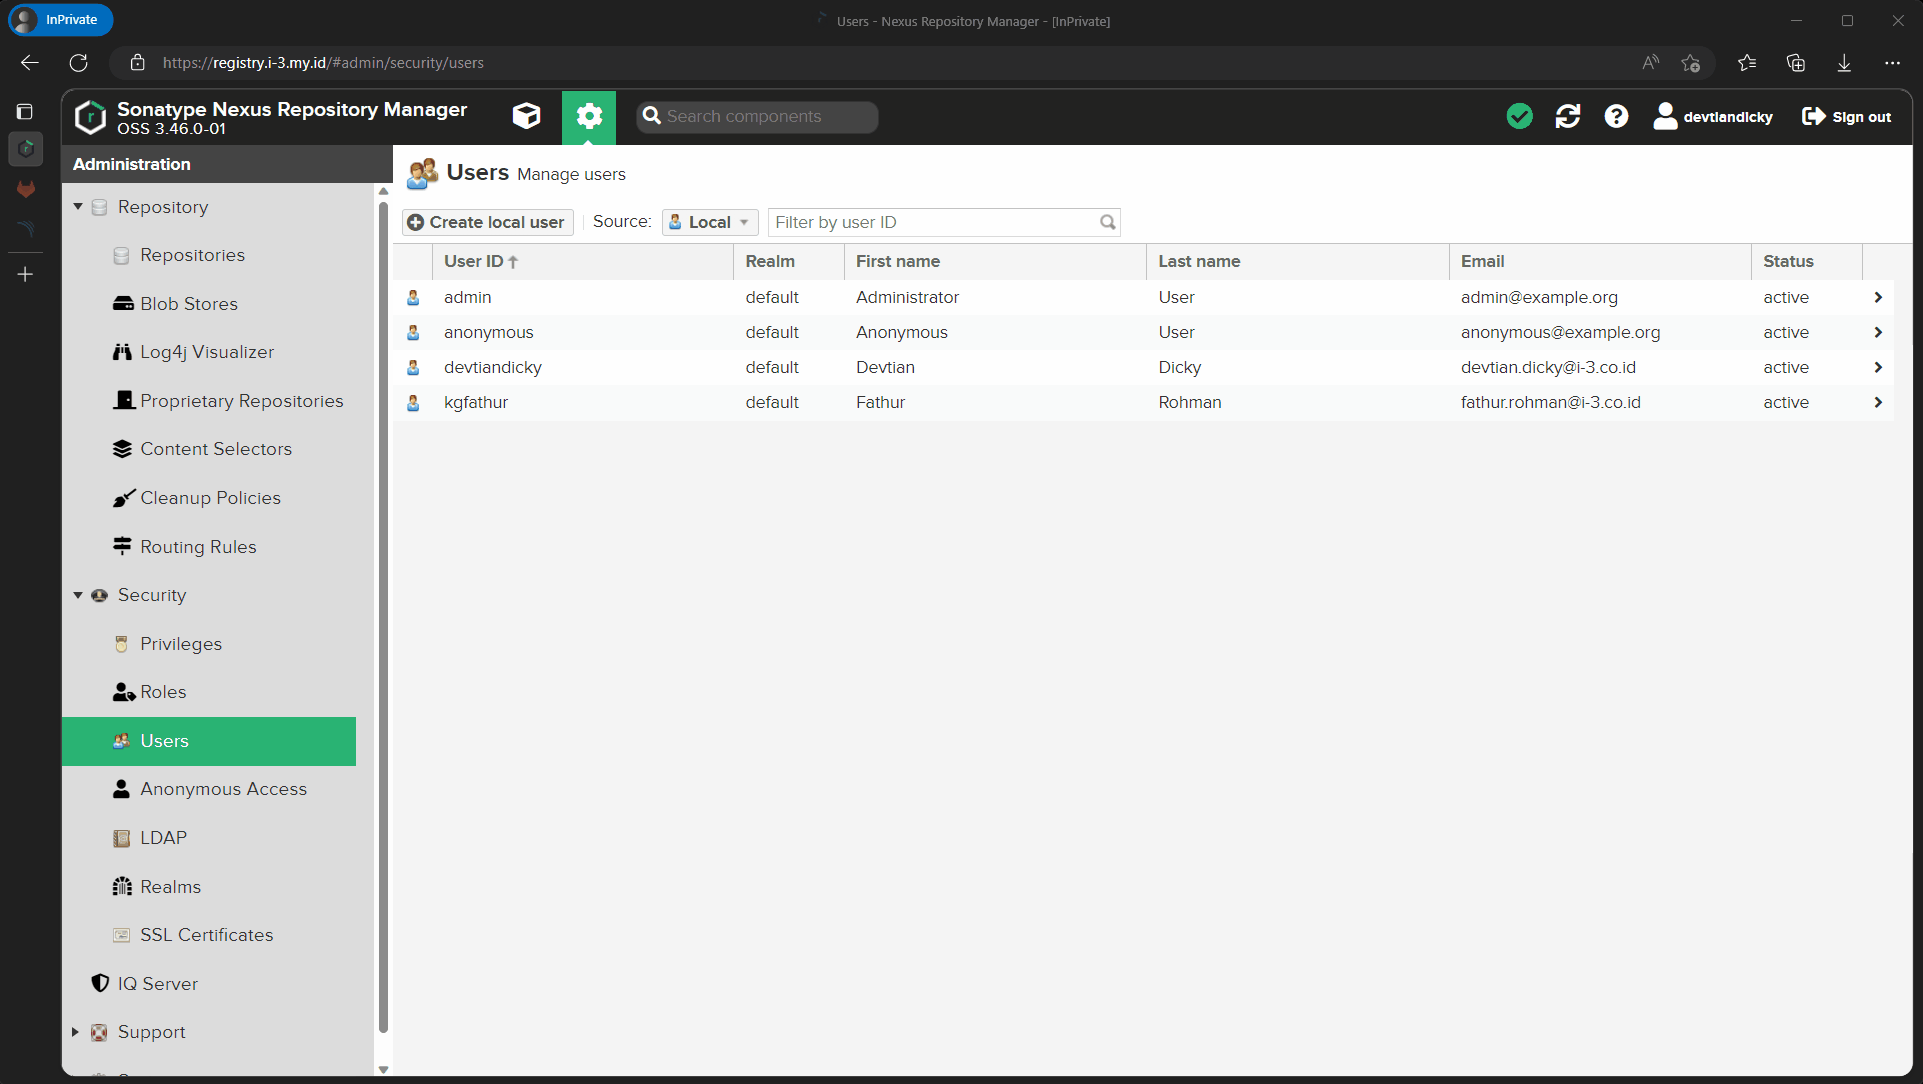 InPrivate
Users - Nexus Repository Manager - [InPrivate]
https://registry.i-3.my.id/#admin/security/users
Sonatype Nexus Repository Manager
OSS 3.46.0-01
Search components
devtiandicky
Sign out
Administration
Repository
Repositories
Blob Stores
Log4j Visualizer
Proprietary Repositories
Content Selectors
Cleanup Policies
Routing Rules
Security
Privileges
Roles
Users
Anonymous Access
LDAP
Realms
SSL Certificates
IQ Server
Support
Users Manage users
Create local user Source: Local Filter by user ID
User ID Realm First name Last name Email Status
admin default Administrator User admin@example.org active
anonymous default Anonymous User anonymous@example.org active
devtiandicky default Devtian Dicky devtian.dicky@i-3.co.id active
kgfathur default Fathur Rohman fathur.rohman@i-3.co.id active